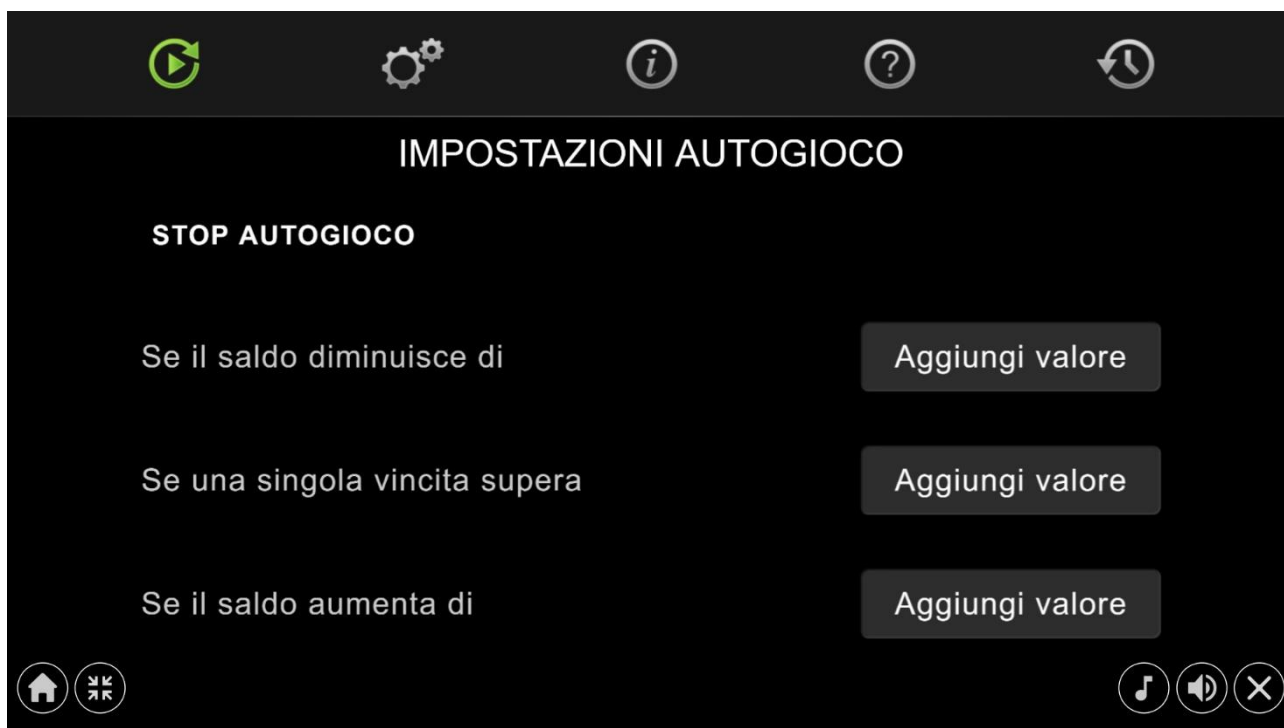 IMPOSTAZIONI AUTOGIOCO
STOP AUTOGIOCO
Se il saldo diminuisce di Aggiungi valore
Se una singola vincita supera Aggiungi valore
Se il saldo aumenta di Aggiungi valore